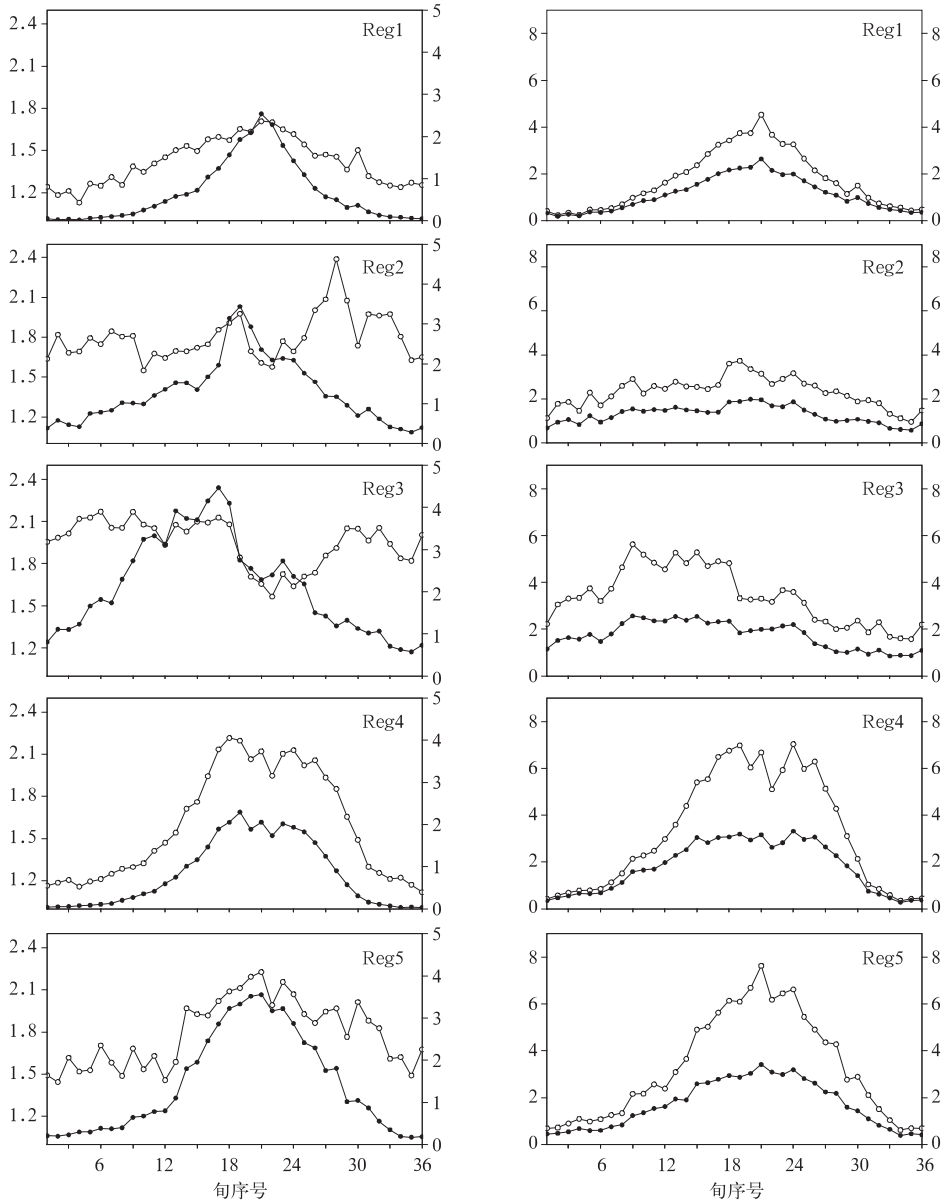 2.4 5 Reg1 8 8 Reg1
2.1 4 6 6
1.8 3 4 4
1.5 2 2 2
1.2 1 0 0
0
2.4 5 Reg2 8 8 Reg2
2.1 4 6 6
1.8 3 4 4
1.5 2 2 2
1.2 1 0 0
0
2.4 5 Reg3 8 8 Reg3
2.1 4 6 6
1.8 3 4 4
1.5 2 2 2
1.2 1 0 0
0
2.4 5 Reg4 8 8 Reg4
2.1 4 6 6
1.8 3 4 4
1.5 2 2 2
1.2 1 0 0
0
2.4 5 Reg5 8 8 Reg5
2.1 4 6 6
1.8 3 4 4
1.5 2 2 2
1.2 1 0 0
0
6 12 18 24 30 36 6 12 18 24 30 36
旬序号 旬序号